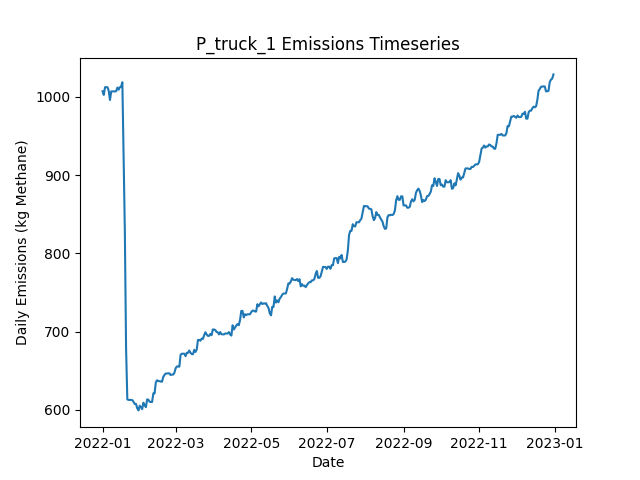 P_truck_1 Emissions Timeseries
Daily Emissions (kg Methane)
1000
900
800
700
600
2022-01 2022-03 2022-05 2022-07 2022-09 2022-11 2023-01
Date